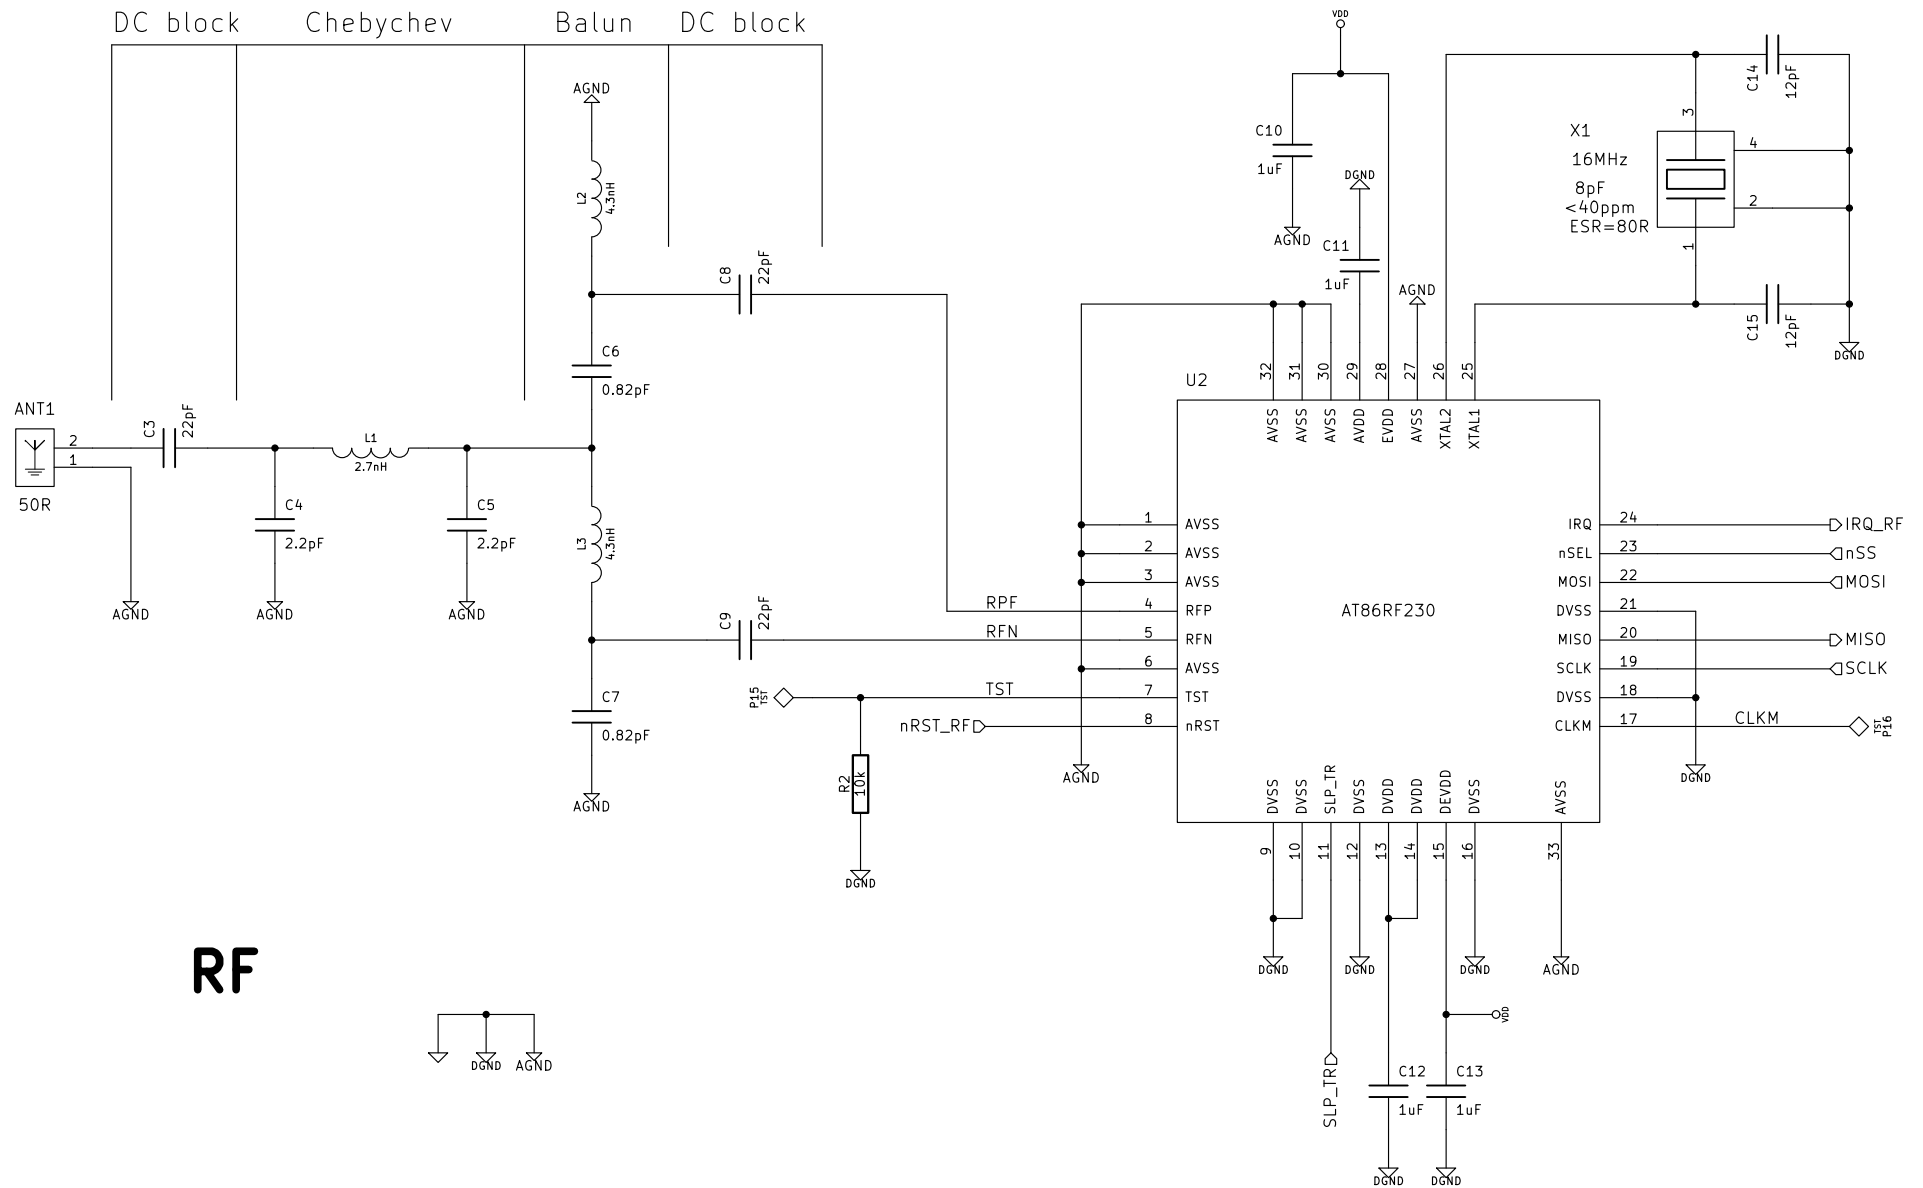 DC block
Chebychev
Balun
DC block
VDD
AGND
L2
4.3nH
C10
1uF
AGND
DGND
C11
1uF
AGND
C14
12pF
X1
16MHz
8pF
<40ppm
ESR=80R
3
4
2
1
C15
12pF
DGND
C8
22pF
C6
0.82pF
ANT1
2
1
50R
C3
22pF
L1
2.7nH
C4
2.2pF
C5
2.2pF
AGND
AGND
AGND
L3
4.3nH
C9
22pF
C7
0.82pF
AGND
RPF
RFN
TST
P15
TST
nRST_RF
R2
10k
DGND
AGND
U2
AT86RF230
32
31
30
29
28
27
26
25
AVSS
AVSS
AVSS
AVDD
EVDD
AVSS
XTAL2
XTAL1
1 AVSS
2 AVSS
3 AVSS
4 RFP
5 RFN
6 AVSS
7 TST
8 nRST
IRQ 24 IRQ_RF
nSEL 23 nSS
MOSI 22 MOSI
DVSS 21
MISO 20 MISO
SCLK 19 SCLK
DVSS 18
CLKM 17 CLKM
TST
P16
DGND
DVSS
DVSS
SLP_TR
DVSS
DVDD
DVDD
DEVDD
DVSS
AVSS
9
10
11
12
13
14
15
16
33
DGND
DGND
DGND
AGND
VDD
SLP_TR
C12
1uF
C13
1uF
DGND
DGND
RF
DGND
AGND